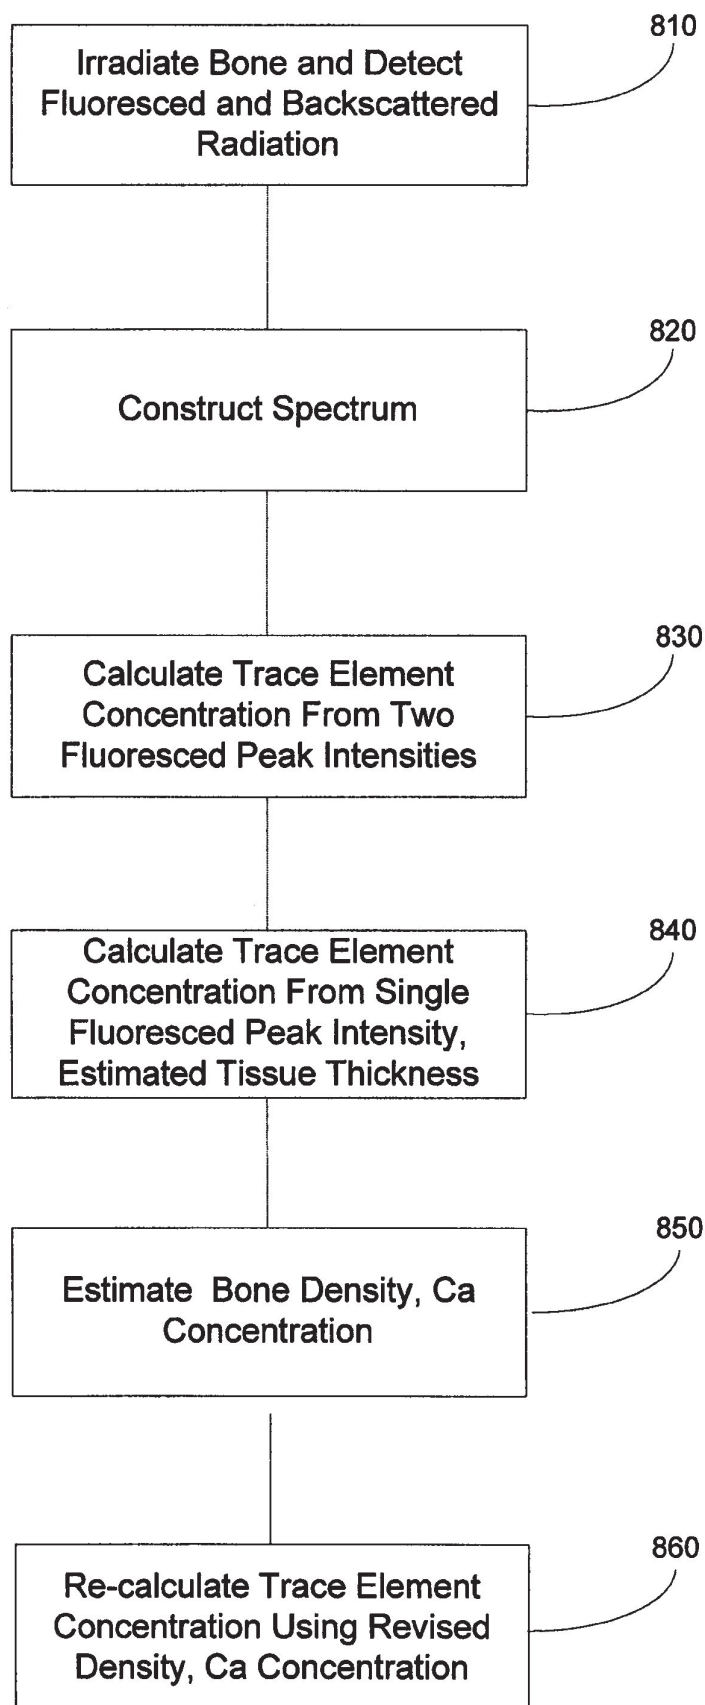 810
Irradiate Bone and Detect
Fluoresced and Backscattered
Radiation
820
Construct Spectrum
830
Calculate Trace Element
Concentration From Two
Fluoresced Peak Intensities
840
Calculate Trace Element
Concentration From Single
Fluoresced Peak Intensity,
Estimated Tissue Thickness
850
Estimate Bone Density, Ca
Concentration
860
Re-calculate Trace Element
Concentration Using Revised
Density, Ca Concentration